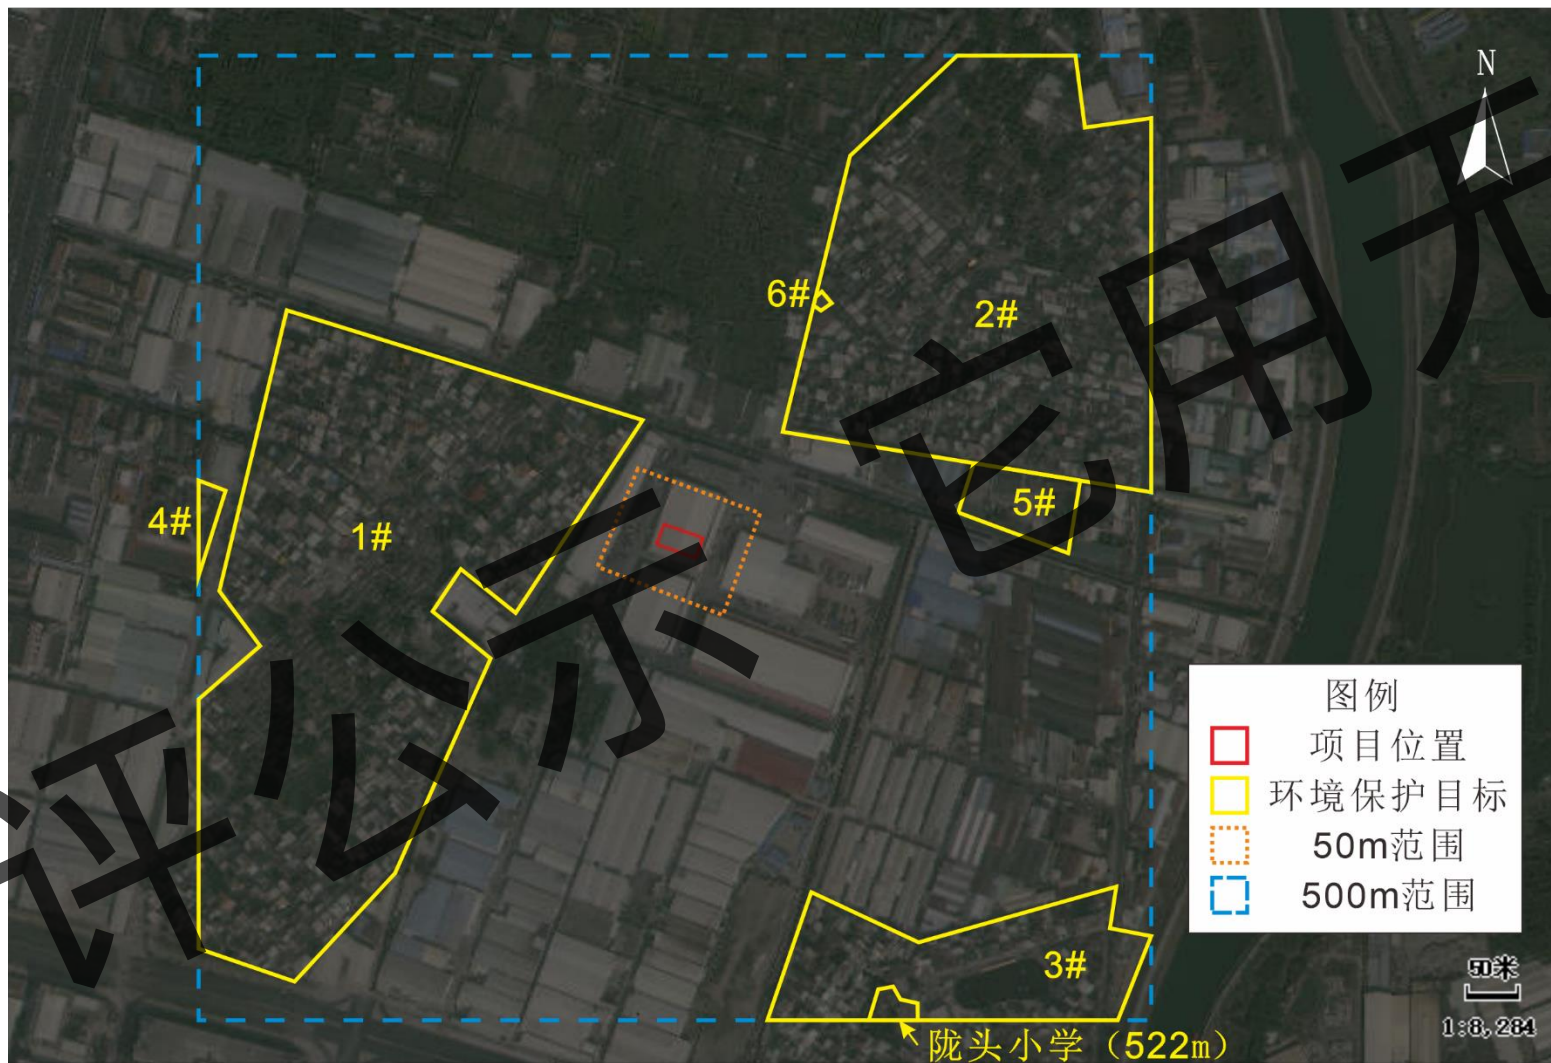 N
6#
2#
4#
1#
5#
3#
陇头小学（522m）
图例
项目位置
环境保护目标
50m范围
500m范围
50米
1:8,284
评公示 它用无